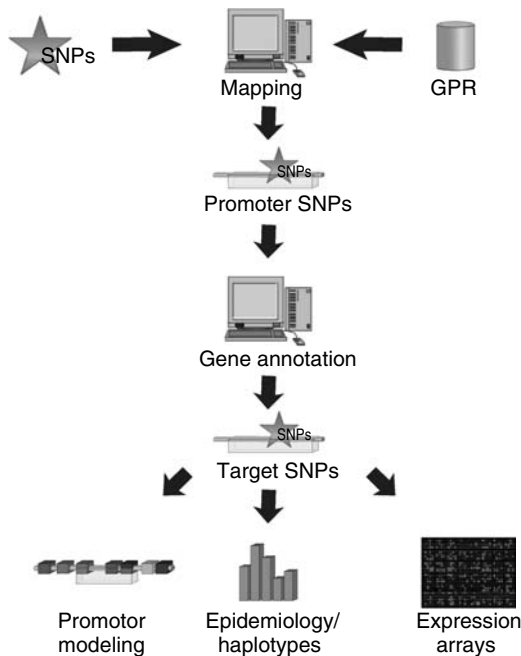 SNPs
Mapping
GPR
SNPs
Promoter SNPs
Gene annotation
SNPs
Target SNPs
Promotor
modeling
Epidemiology/
haplotypes
Expression
arrays